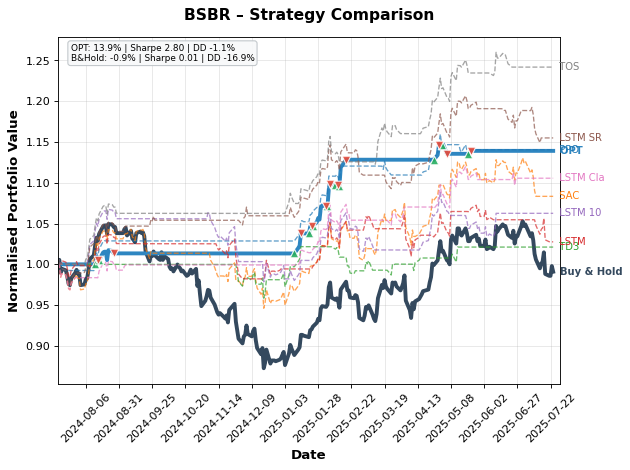 BSBR – Strategy Comparison
OPT: 13.9% | Sharpe 2.80 | DD -1.1%
B&Hold: -0.9% | Sharpe 0.01 | DD -16.9%
Normalised Portfolio Value
1.25
1.20
1.15
1.10
1.05
1.00
0.95
0.90
TOS
LSTM SR
OPT
LSTM Cla
SAC
LSTM 10
LSTM
TD3
Buy & Hold
2024-08-06
2024-08-31
2024-09-25
2024-10-20
2024-11-14
2024-12-09
2025-01-03
2025-01-28
2025-02-22
2025-03-19
2025-04-13
2025-05-08
2025-06-02
2025-06-27
2025-07-22
Date